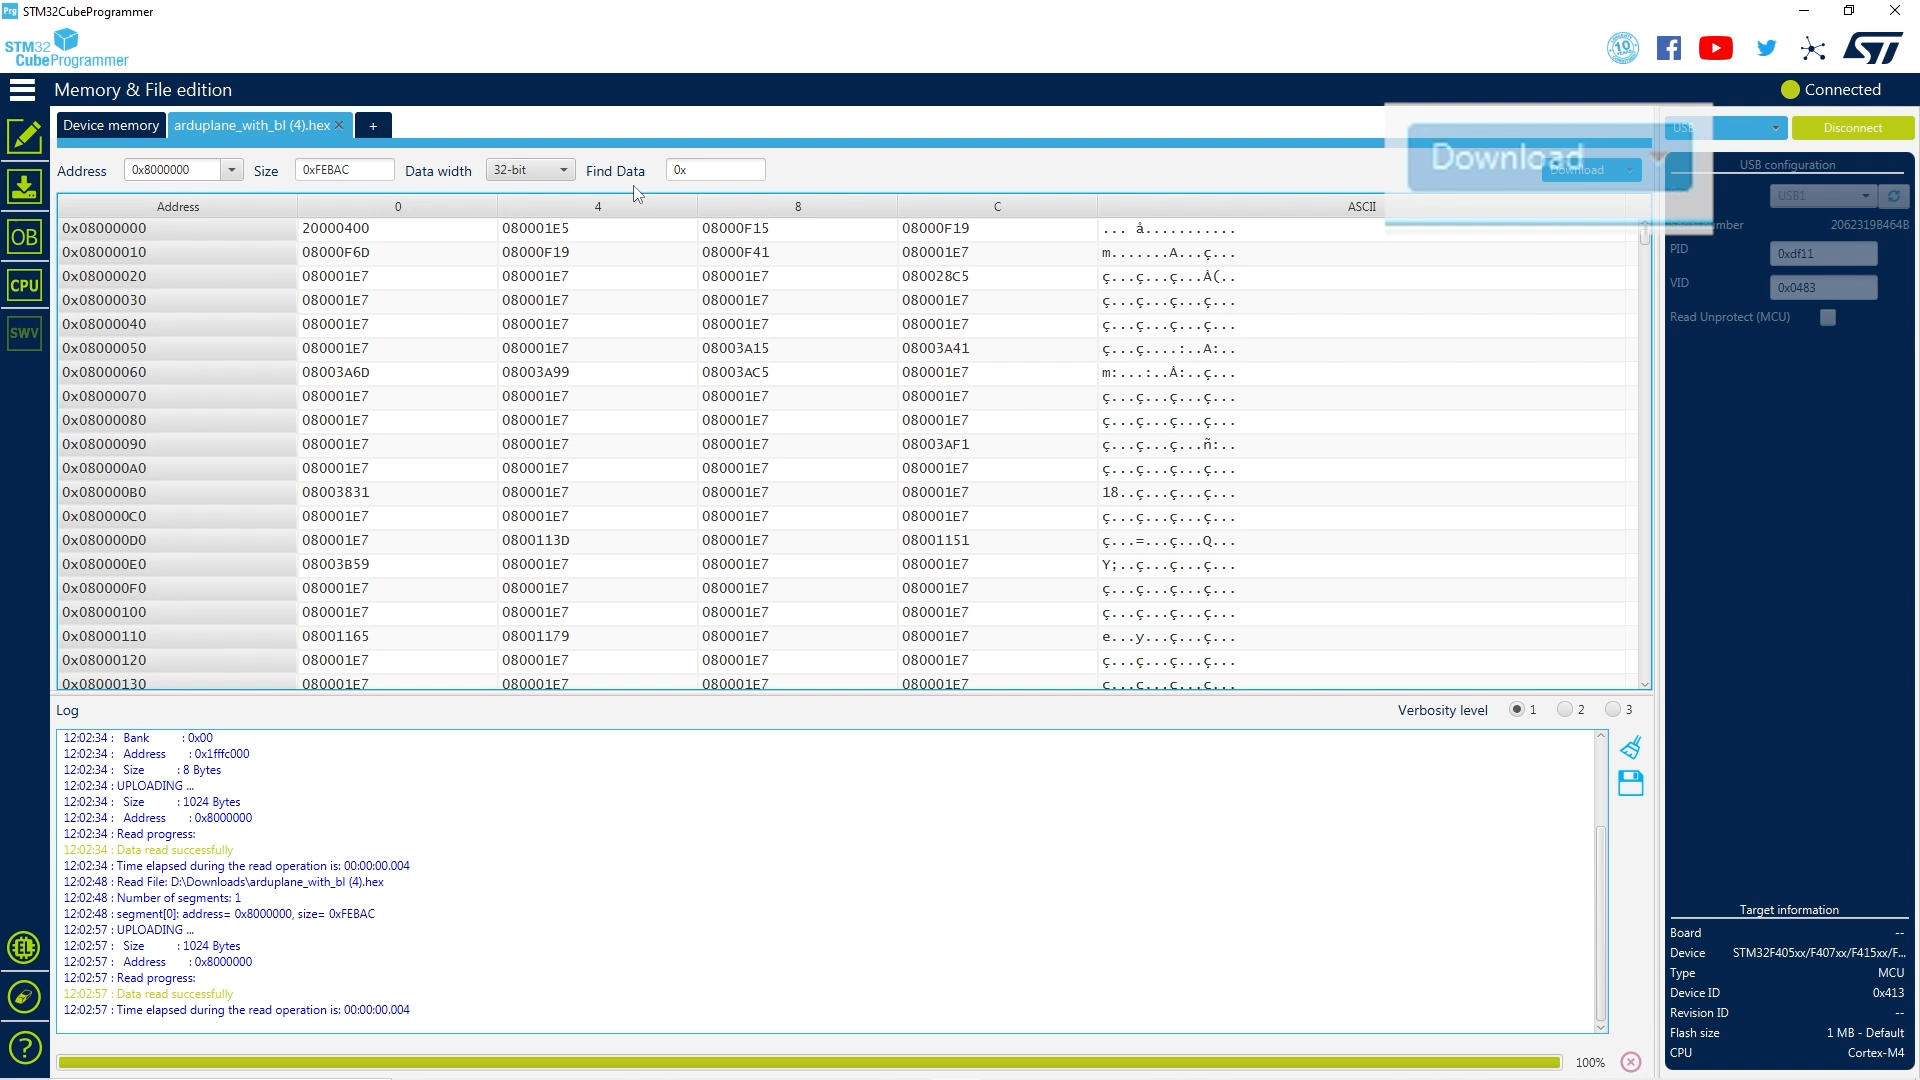 Prg STM32CubeProgrammer
STM32
CubeProgrammer
10 YEARS
Memory & File edition
Connected
Device memory arduplane_with_bl (4).hex × +
USB Disconnect
Address 0x8000000 Size 0xFEBAC Data width 32-bit Find Data 0x
Download
Download
USB configuration
USB1
number 2062319B464B
PID 0xdf11
VID 0x0483
Read Unprotect (MCU)
Address 0 4 8 C ASCII
0x08000000 20000400 080001E5 08000F15 08000F19 ... å...........
0x08000010 08000F6D 08000F19 08000F41 080001E7 m.......A...ç...
0x08000020 080001E7 080001E7 080001E7 080028C5 ç...ç...ç...Å(..
0x08000030 080001E7 080001E7 080001E7 080001E7 ç...ç...ç...ç...
0x08000040 080001E7 080001E7 080001E7 080001E7 ç...ç...ç...ç...
0x08000050 080001E7 080001E7 08003A15 08003A41 ç...ç....:..A:..
0x08000060 08003A6D 08003A99 08003AC5 080001E7 m:...:..Å:..ç...
0x08000070 080001E7 080001E7 080001E7 080001E7 ç...ç...ç...ç...
0x08000080 080001E7 080001E7 080001E7 080001E7 ç...ç...ç...ç...
0x08000090 080001E7 080001E7 080001E7 08003AF1 ç...ç...ç...ñ:..
0x080000A0 080001E7 080001E7 080001E7 080001E7 ç...ç...ç...ç...
0x080000B0 08003831 080001E7 080001E7 080001E7 18..ç...ç...ç...
0x080000C0 080001E7 080001E7 080001E7 080001E7 ç...ç...ç...ç...
0x080000D0 080001E7 0800113D 080001E7 08001151 ç...=...ç...Q...
0x080000E0 08003B59 080001E7 080001E7 080001E7 Y;..ç...ç...ç...
0x080000F0 080001E7 080001E7 080001E7 080001E7 ç...ç...ç...ç...
0x08000100 080001E7 080001E7 080001E7 080001E7 ç...ç...ç...ç...
0x08000110 08001165 08001179 080001E7 080001E7 e...y...ç...ç...
0x08000120 080001E7 080001E7 080001E7 080001E7 ç...ç...ç...ç...
0x08000130 080001E7 080001E7 080001E7 080001E7 ç...ç...ç...ç...
OB
CPU
SWV
Log Verbosity level 1 2 3
12:02:34 : Bank : 0x00
12:02:34 : Address : 0x1fffc000
12:02:34 : Size : 8 Bytes
12:02:34 : UPLOADING ...
12:02:34 : Size : 1024 Bytes
12:02:34 : Address : 0x8000000
12:02:34 : Read progress:
12:02:34 : Data read successfully
12:02:34 : Time elapsed during the read operation is: 00:00:00.004
12:02:48 : Read File: D:\Downloads\arduplane_with_bl (4).hex
12:02:48 : Number of segments: 1
12:02:48 : segment[0]: address= 0x8000000, size= 0xFEBAC
12:02:57 : UPLOADING ...
12:02:57 : Size : 1024 Bytes
12:02:57 : Address : 0x8000000
12:02:57 : Read progress:
12:02:57 : Data read successfully
12:02:57 : Time elapsed during the read operation is: 00:00:00.004
100%
Target information
Board --
Device STM32F405xx/F407xx/F415xx/F...
Type MCU
Device ID 0x413
Revision ID --
Flash size 1 MB - Default
CPU Cortex-M4